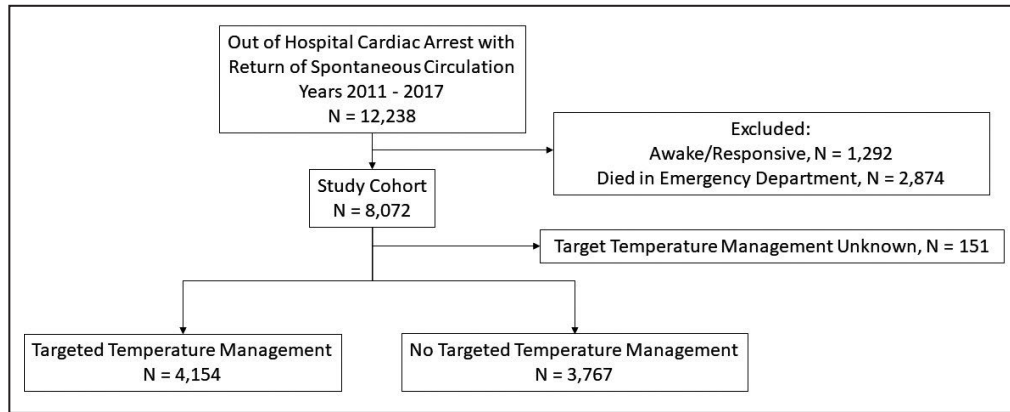 Out of Hospital Cardiac Arrest with
Return of Spontaneous Circulation
Years 2011 - 2017
N = 12,238
Excluded:
Awake/Responsive, N = 1,292
Died in Emergency Department, N = 2,874
Study Cohort
N = 8,072
Target Temperature Management Unknown, N = 151
Targeted Temperature Management
N = 4,154
No Targeted Temperature Management
N = 3,767